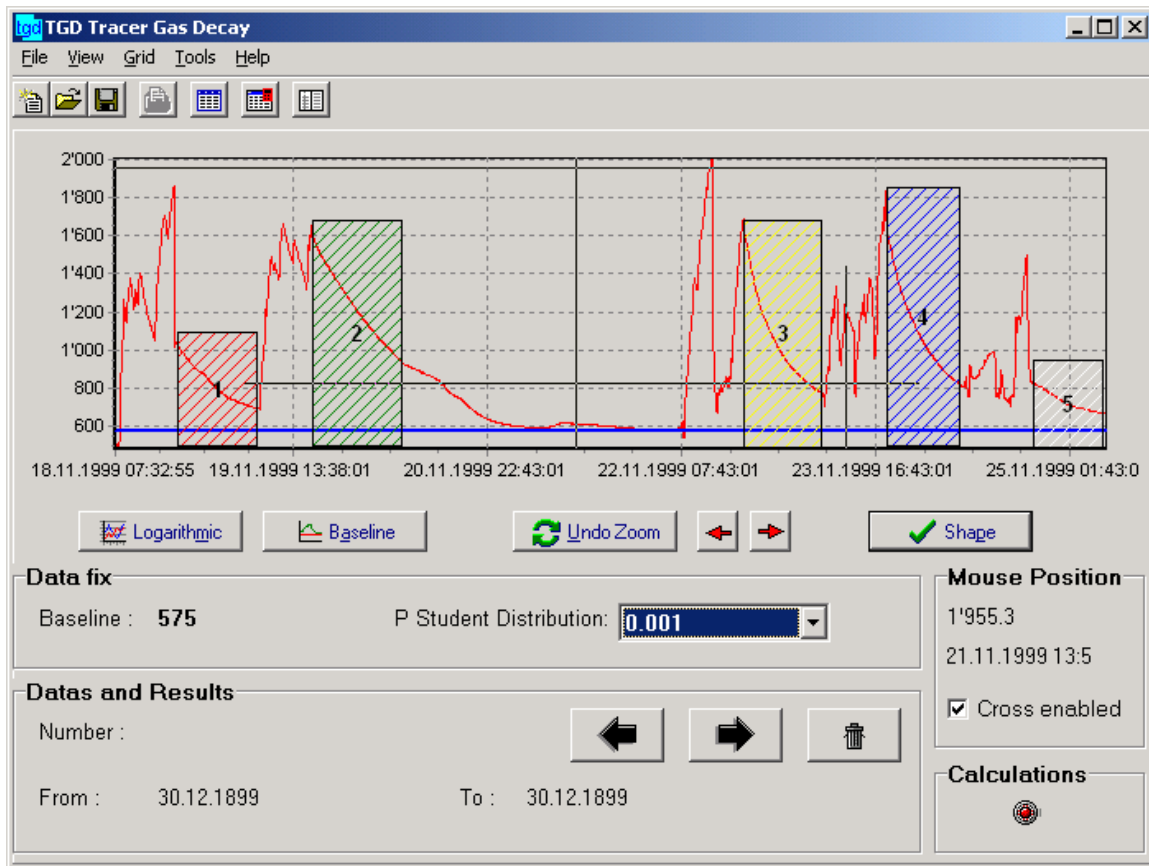 tgd TGD Tracer Gas Decay
File View Grid Tools Help
2'000
1'800
1'600
1'400
1'200
1'000
800
600
1 2 3 4 5
18.11.1999 07:32:55 19.11.1999 13:38:01 20.11.1999 22:43:01 22.11.1999 07:43:01 23.11.1999 16:43:01 25.11.1999 01:43:0
Logarithmic Baseline Undo Zoom Shape
Data fix
Baseline : 575 P Student Distribution: 0.001
Mouse Position
1'955.3
21.11.1999 13:5
Cross enabled
Datas and Results
Number :
From : 30.12.1899 To : 30.12.1899
Calculations